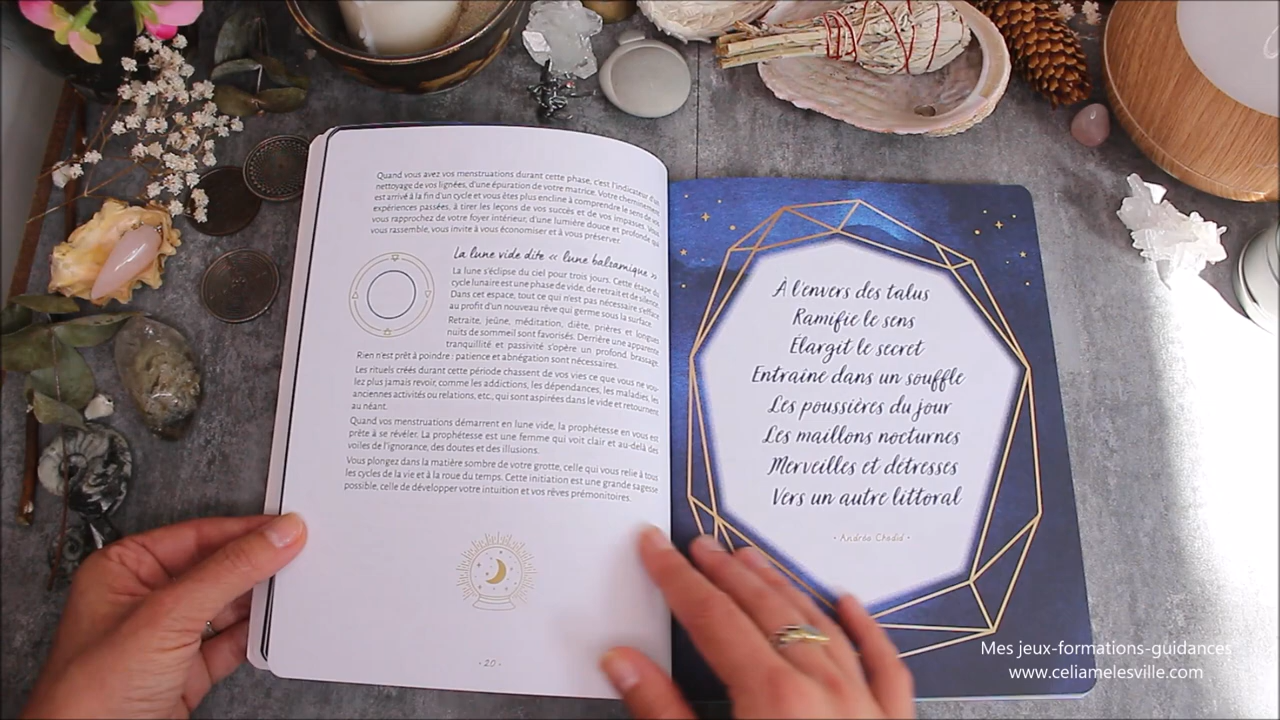 Quand vous avez vos menstruations durant cette phase, c'est l'indicateur d'un
nettoyage de vos lignées, d'une épuration de votre matrice. Votre cheminement
est arrivé à la fin d'un cycle et vous êtes plus encline à comprendre le sens de vos
expériences passées, à tirer les leçons de vos succès et de vos impasses. Vous
vous rapprochez de votre foyer intérieur, d'une lumière douce et profonde qui
vous rassemble, vous invite à vous économiser et à vous préserver.
La lune vide dite « lune balsamique »
La lune s'éclipse du ciel pour trois jours. Cette étape du
cycle lunaire est une phase de vide, de retrait et de silence.
Dans cet espace, tout ce qui n'est pas nécessaire s'efface
au profit d'un nouveau rêve qui germe sous la surface.
Retraite, jeûne, méditation, diète, prières et longues
nuits de sommeil sont favorisés. Derrière une apparente
tranquillité et passivité s'opère un profond brassage.
Rien n'est prêt à poindre : patience et abnégation sont nécessaires.
Les rituels créés durant cette période chassent de vos vies ce que vous ne vou-
lez plus jamais revoir, comme les addictions, les dépendances, les maladies, les
anciennes activités ou relations, etc., qui sont aspirées dans le vide et retournent
au néant.
Quand vos menstruations démarrent en lune vide, la prophétesse en vous est
prête à se révéler. La prophétesse est une femme qui voit clair et au-delà des
voiles de l'ignorance, des doutes et des illusions.
Vous plongez dans la matière sombre de votre grotte, celle qui vous relie à tous
les cycles de la vie et à la roue du temps. Cette initiation est une grande sagesse
possible, celle de développer votre intuition et vos rêves prémonitoires.
· 20 ·
À l'envers des talus
Ramifie le sens
Élargit le secret
Entraîne dans un souffle
Les poussières du jour
Les maillons nocturnes
Merveilles et détresses
Vers un autre littoral
• Andrée Chedid •
Mes jeux-formations-guidances
www.celiamelesville.com